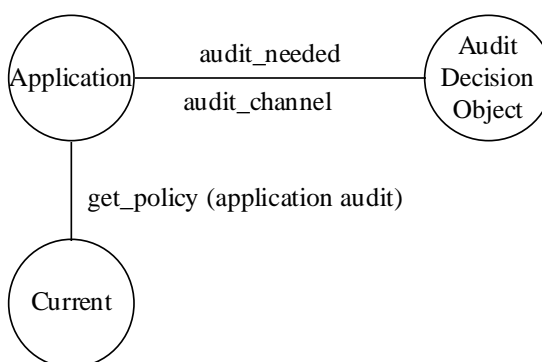 Application
audit_needed
audit_channel
Audit
Decision
Object
get_policy (application audit)
Current